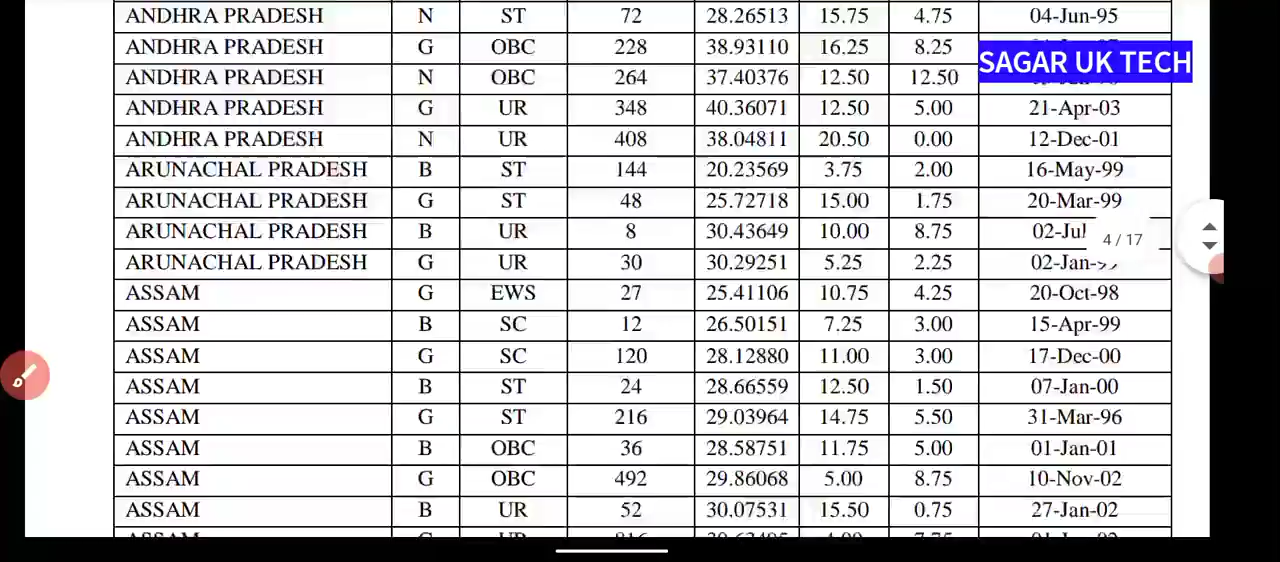 ANDHRA PRADESH N ST 72 28.26513 15.75 4.75 04-Jun-95
ANDHRA PRADESH G OBC 228 38.93110 16.25 8.25
SAGAR UK TECH
ANDHRA PRADESH N OBC 264 37.40376 12.50 12.50
ANDHRA PRADESH G UR 348 40.36071 12.50 5.00 21-Apr-03
ANDHRA PRADESH N UR 408 38.04811 20.50 0.00 12-Dec-01
ARUNACHAL PRADESH B ST 144 20.23569 3.75 2.00 16-May-99
ARUNACHAL PRADESH G ST 48 25.72718 15.00 1.75 20-Mar-99
ARUNACHAL PRADESH B UR 8 30.43649 10.00 8.75 02-Jul
4 / 17
ARUNACHAL PRADESH G UR 30 30.29251 5.25 2.25 02-Jan-
ASSAM G EWS 27 25.41106 10.75 4.25 20-Oct-98
ASSAM B SC 12 26.50151 7.25 3.00 15-Apr-99
ASSAM G SC 120 28.12880 11.00 3.00 17-Dec-00
ASSAM B ST 24 28.66559 12.50 1.50 07-Jan-00
ASSAM G ST 216 29.03964 14.75 5.50 31-Mar-96
ASSAM B OBC 36 28.58751 11.75 5.00 01-Jan-01
ASSAM G OBC 492 29.86068 5.00 8.75 10-Nov-02
ASSAM B UR 52 30.07531 15.50 0.75 27-Jan-02
ASSAM G UR